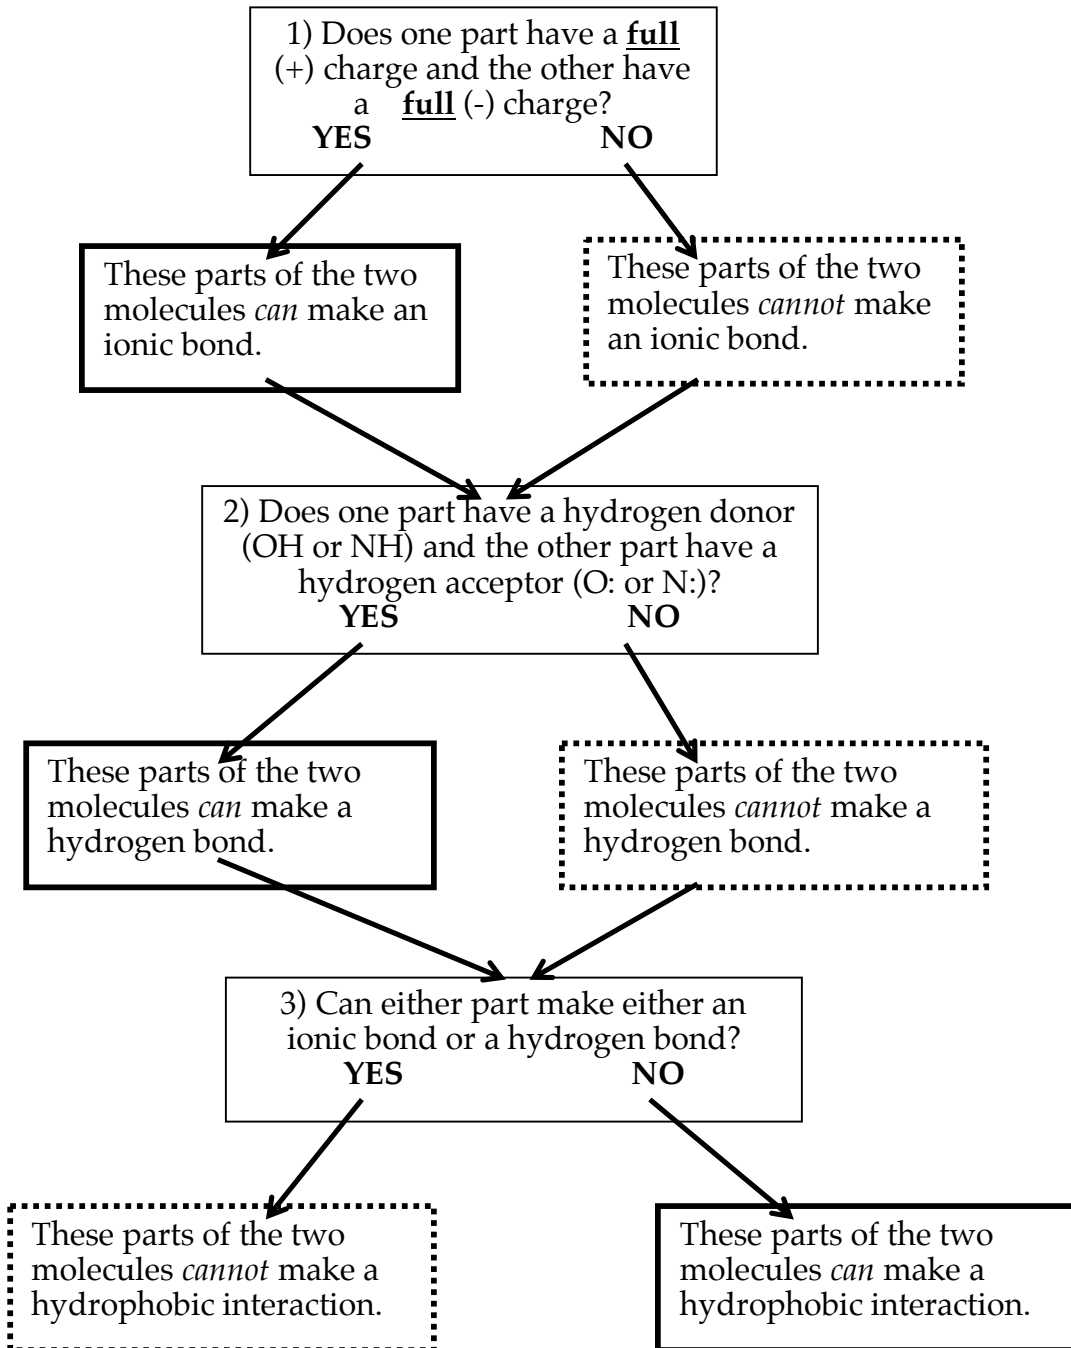 1) Does one part have a full
(+) charge and the other have
a full (-) charge?
YES NO
These parts of the two
molecules can make an
ionic bond.
These parts of the two
molecules cannot make
an ionic bond.
2) Does one part have a hydrogen donor
(OH or NH) and the other part have a
hydrogen acceptor (O: or N:)?
YES NO
These parts of the two
molecules can make a
hydrogen bond.
These parts of the two
molecules cannot make a
hydrogen bond.
3) Can either part make either an
ionic bond or a hydrogen bond?
YES NO
These parts of the two
molecules cannot make a
hydrophobic interaction.
These parts of the two
molecules can make a
hydrophobic interaction.